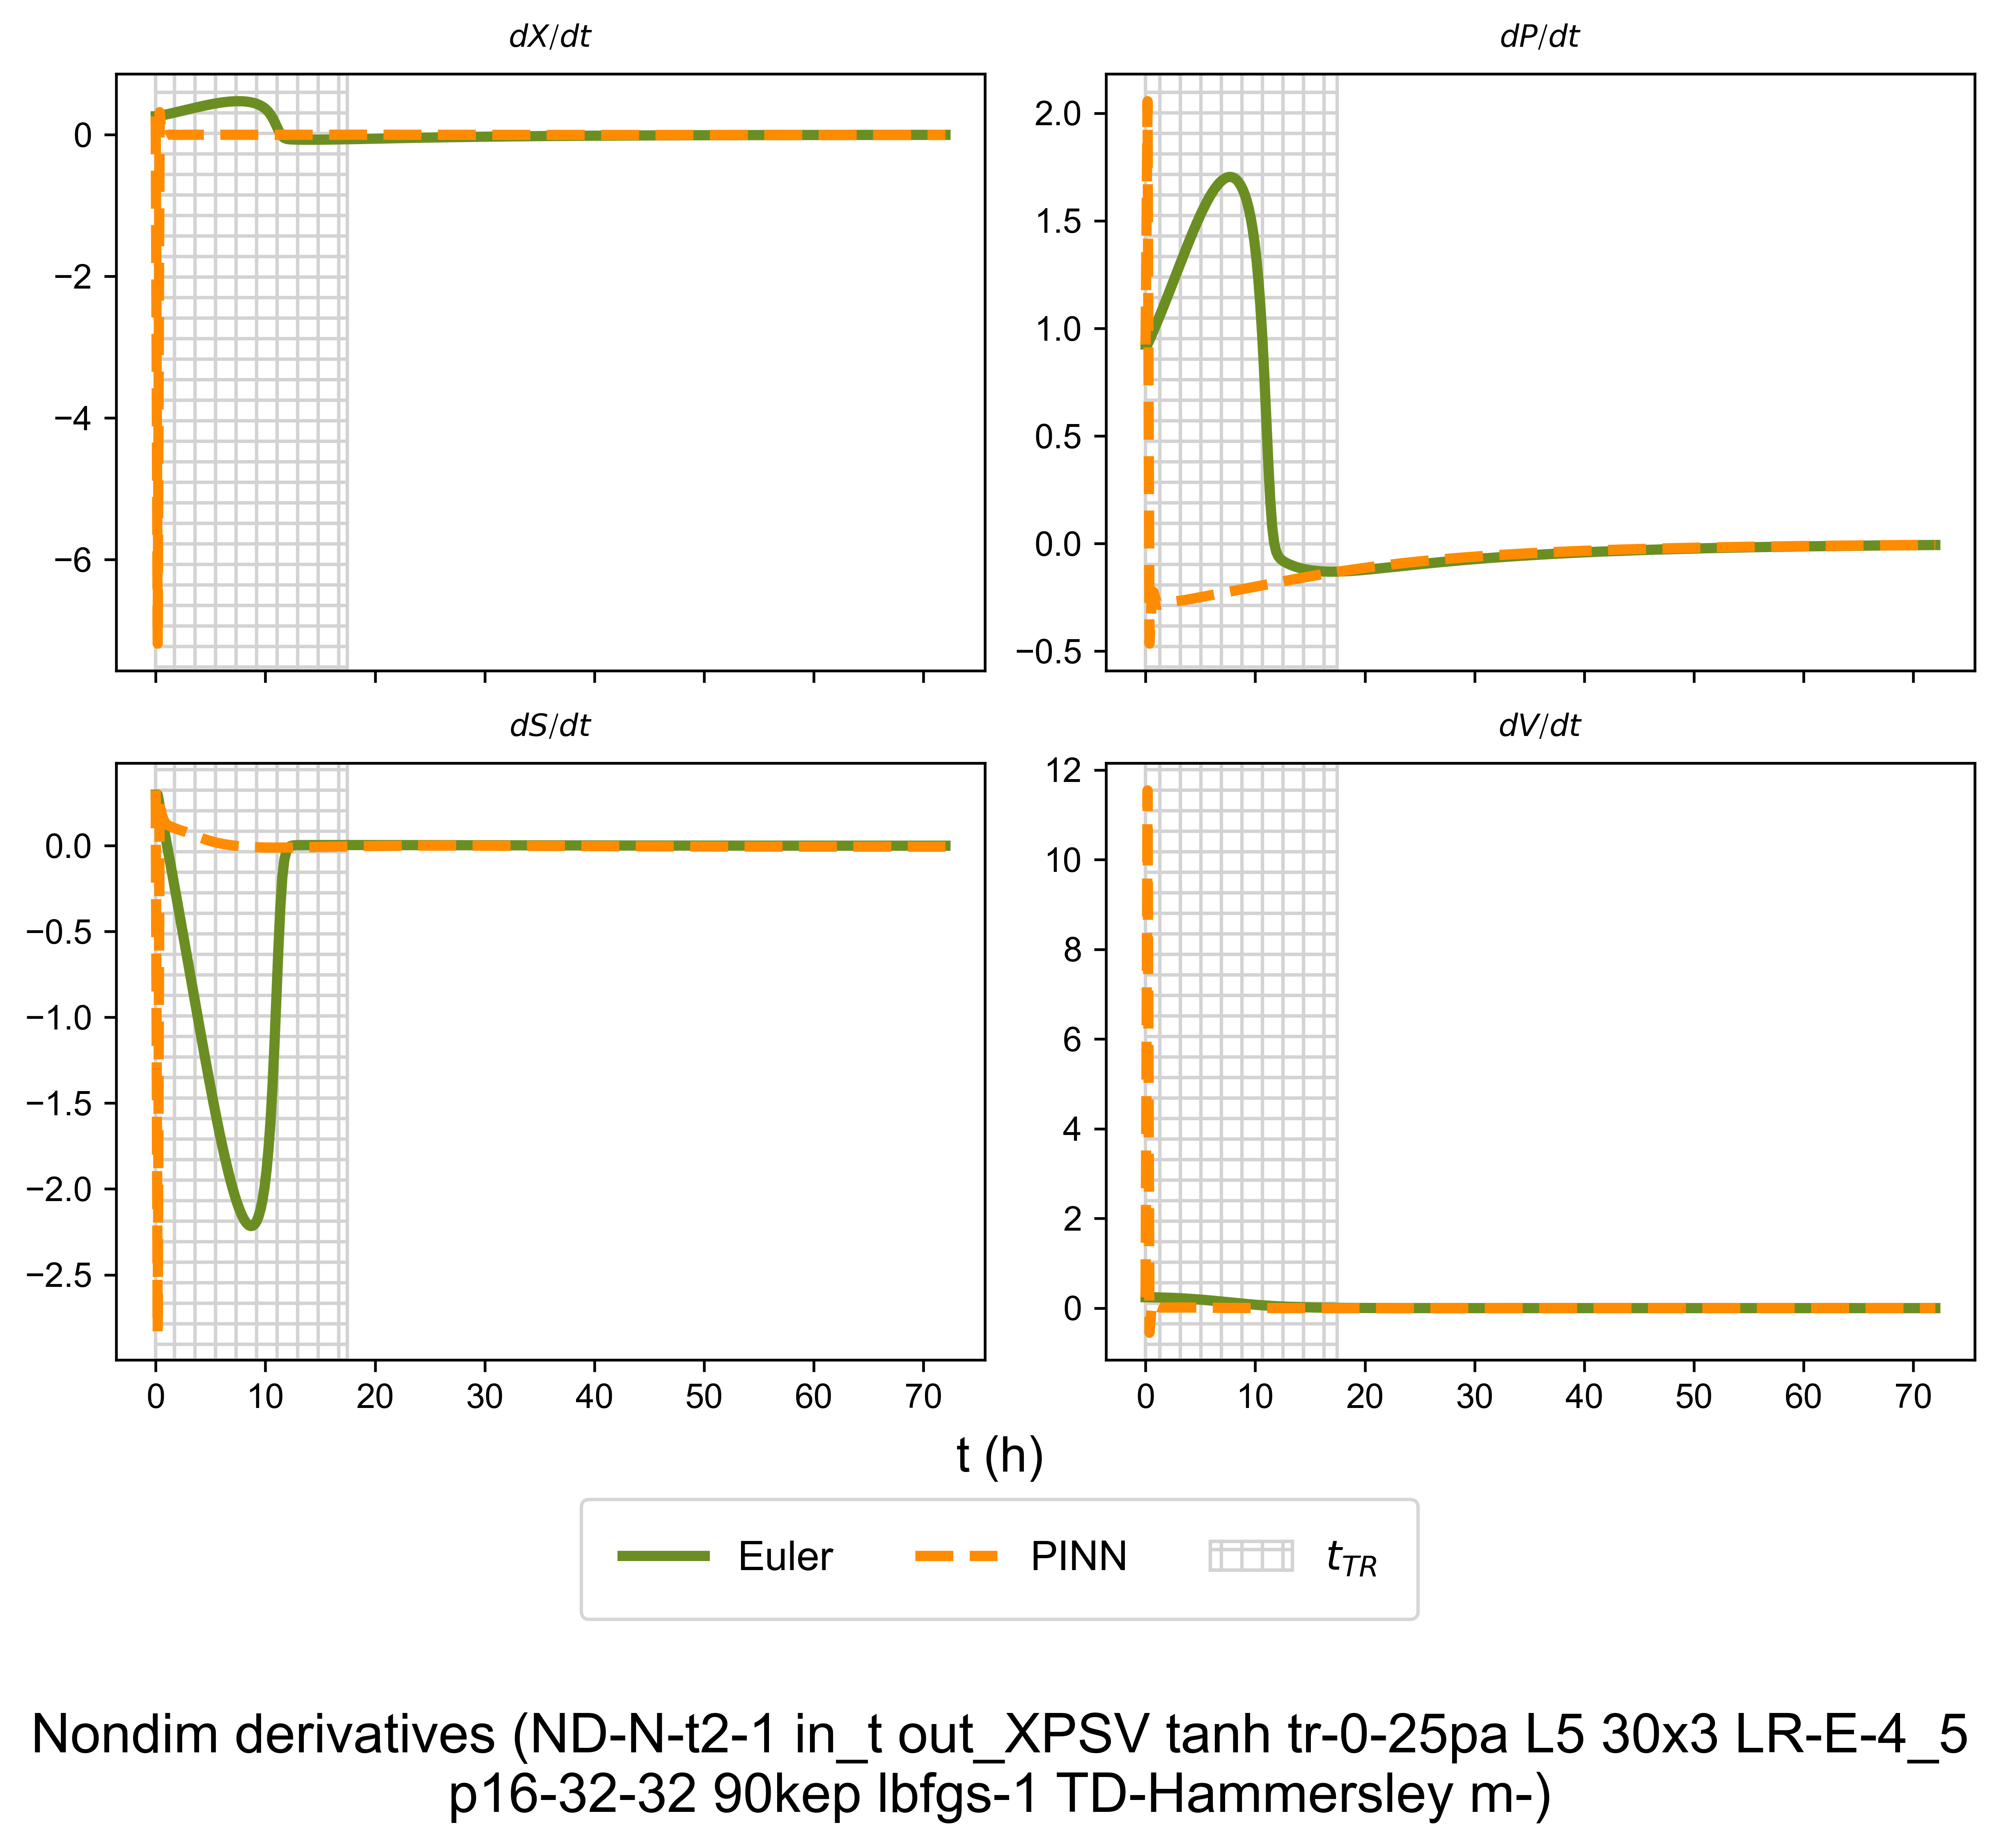 dX/dt
dP/dt
0
−2
−4
−6
2.0
1.5
1.0
0.5
0.0
−0.5
dS/dt
dV/dt
0.0
−0.5
−1.0
−1.5
−2.0
−2.5
12
10
8
6
4
2
0
0 10 20 30 40 50 60 70
0 10 20 30 40 50 60 70
t (h)
Euler PINN t_TR
Nondim derivatives (ND-N-t2-1 in_t out_XPSV tanh tr-0-25pa L5 30x3 LR-E-4_5
p16-32-32 90kep lbfgs-1 TD-Hammersley m-)